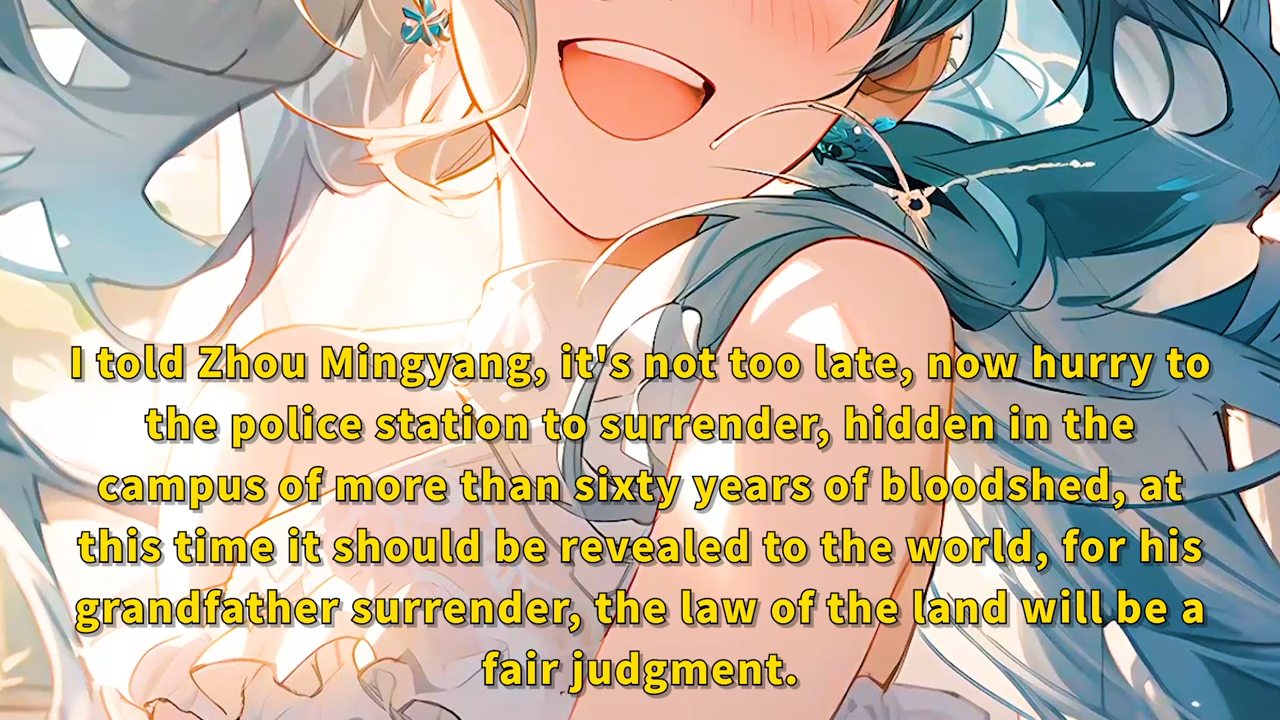 I told Zhou Mingyang, it's not too late, now hurry to
the police station to surrender, hidden in the
campus of more than sixty years of bloodshed, at
this time it should be revealed to the world, for his
grandfather surrender, the law of the land will be a
fair judgment.